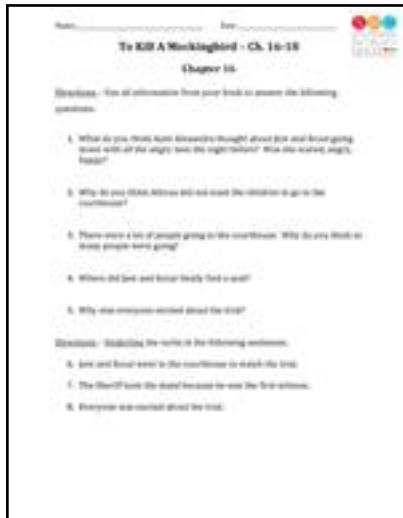 Name Date
To Kill A Mockingbird - Ch. 16-18
Chapter 16
Directions - Use all information from your book to answer the following
questions.
1. What do you think Aunt Alexandra thought about Jem and Scout going
down with all the angry men the night before? Was she scared, angry,
happy?
2. Why do you think Atticus did not want the children to go to the
courthouse?
3. There were a lot of people going to the courthouse. Why do you think so
many people were going?
4. Where did Jem and Scout finally find a seat?
5. Why was everyone excited about the trial?
Directions - Underline the verbs in the following sentences.
6. Jem and Scout went to the courthouse to watch the trial.
7. The Sheriff took the stand because he was the first witness.
8. Everyone was excited about the trial.